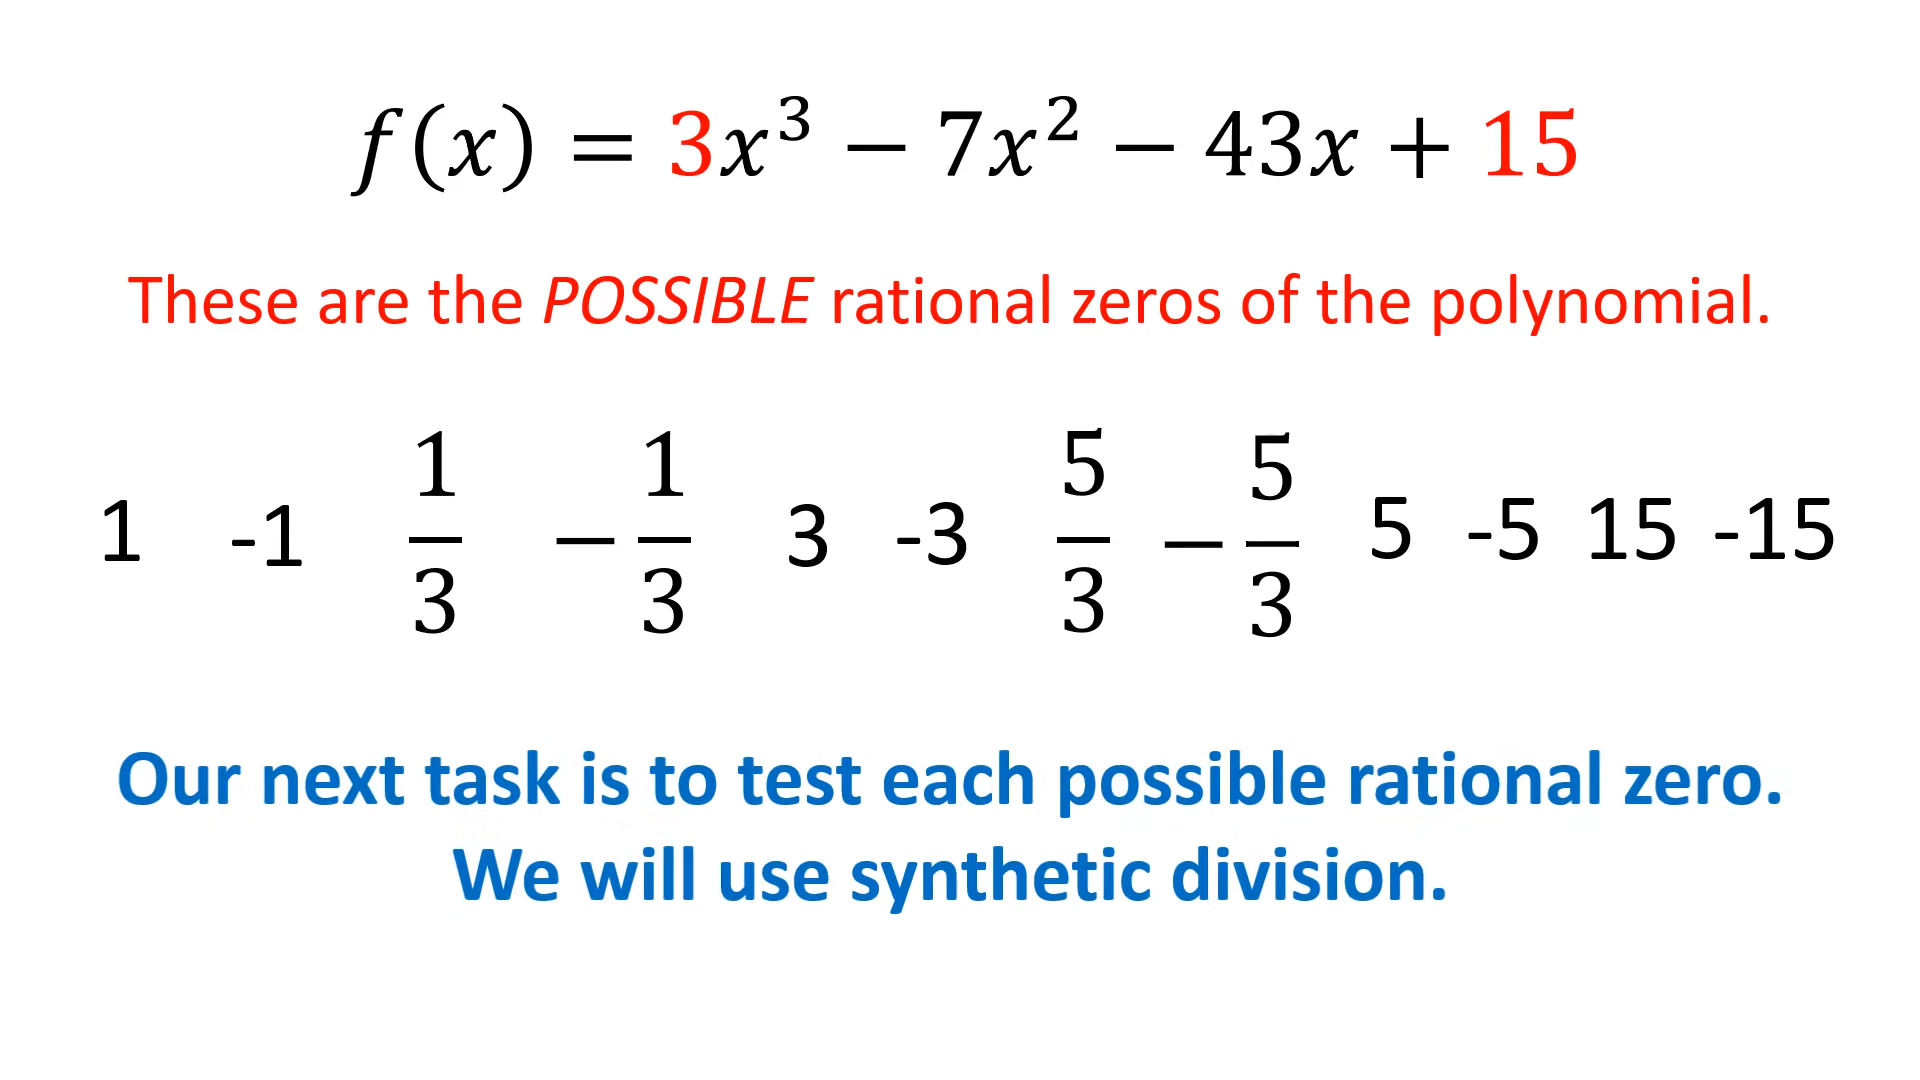 f(x) = 3x³ − 7x² − 43x + 15
These are the POSSIBLE rational zeros of the polynomial.
1 -1 1/3 −1/3 3 -3 5/3 −5/3 5 -5 15 -15
Our next task is to test each possible rational zero.
We will use synthetic division.